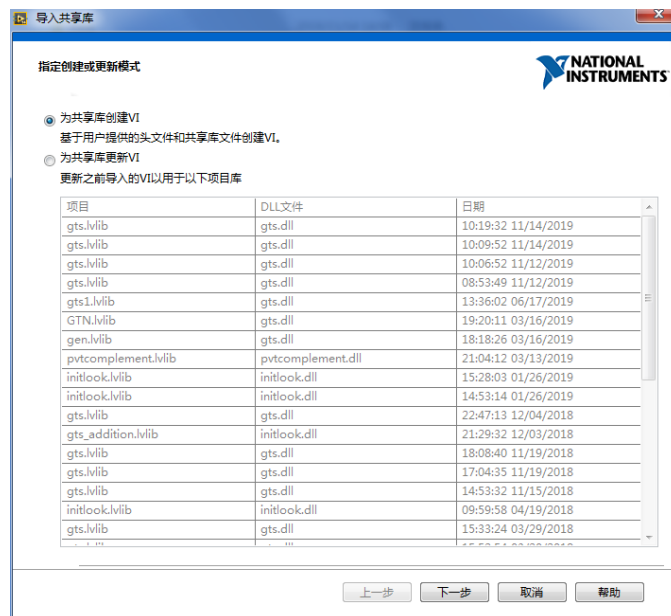 导入共享库
指定创建或更新模式
NATIONAL
INSTRUMENTS
为共享库创建VI
基于用户提供的头文件和共享库文件创建VI。
为共享库更新VI
更新之前导入的VI以用于以下项目库
项目 DLL文件 日期
gts.lvlib gts.dll 10:19:32 11/14/2019
gts.lvlib gts.dll 10:09:52 11/14/2019
gts.lvlib gts.dll 10:06:52 11/12/2019
gts.lvlib gts.dll 08:53:49 11/12/2019
gts1.lvlib gts.dll 13:36:02 06/17/2019
GTN.lvlib gts.dll 19:20:11 03/16/2019
gen.lvlib gts.dll 18:18:26 03/16/2019
pvtcomplement.lvlib pvtcomplement.dll 21:04:12 03/13/2019
initlook.lvlib initlook.dll 15:28:03 01/26/2019
initlook.lvlib initlook.dll 14:53:14 01/26/2019
gts.lvlib gts.dll 22:47:13 12/04/2018
gts_addition.lvlib initlook.dll 21:29:32 12/03/2018
gts.lvlib gts.dll 18:08:40 11/19/2018
gts.lvlib gts.dll 17:04:35 11/19/2018
gts.lvlib gts.dll 14:53:32 11/15/2018
initlook.lvlib initlook.dll 09:59:58 04/19/2018
gts.lvlib gts.dll 15:33:24 03/29/2018
上一步 下一步 取消 帮助